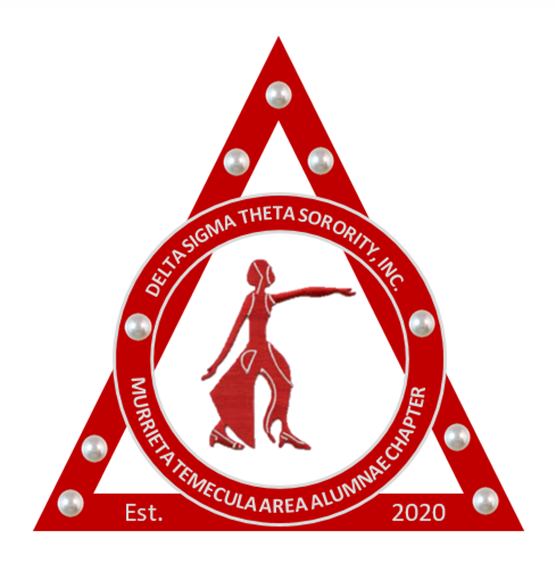 DELTA SIGMA THETA SORORITY, INC.
MURRIETA TEMECULA AREA ALUMNAE CHAPTER
Est. 2020